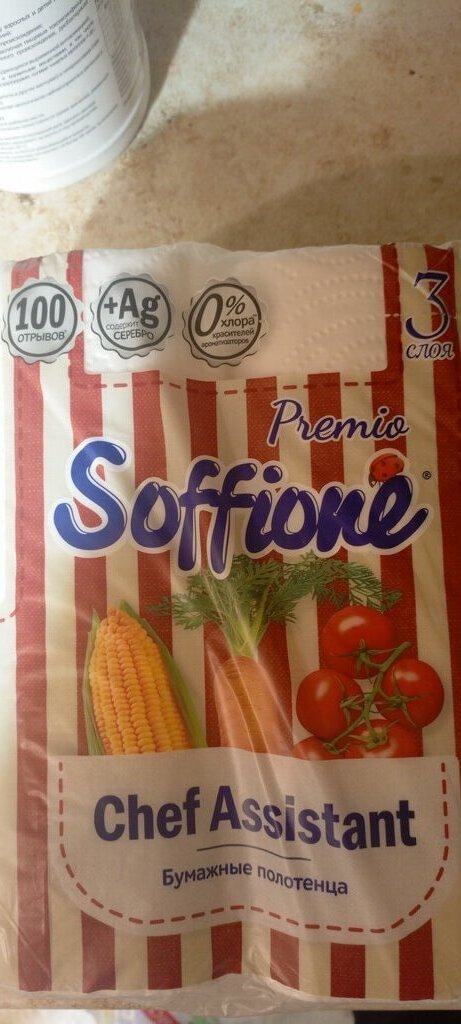 100
ОТРЫВОВ
+Ag
СОДЕРЖИТ
СЕРЕБРО
0%
хлора
красителей
ароматизаторов
3
СЛОЯ
Premio
Soffione®
Chef Assistant
Бумажные полотенца